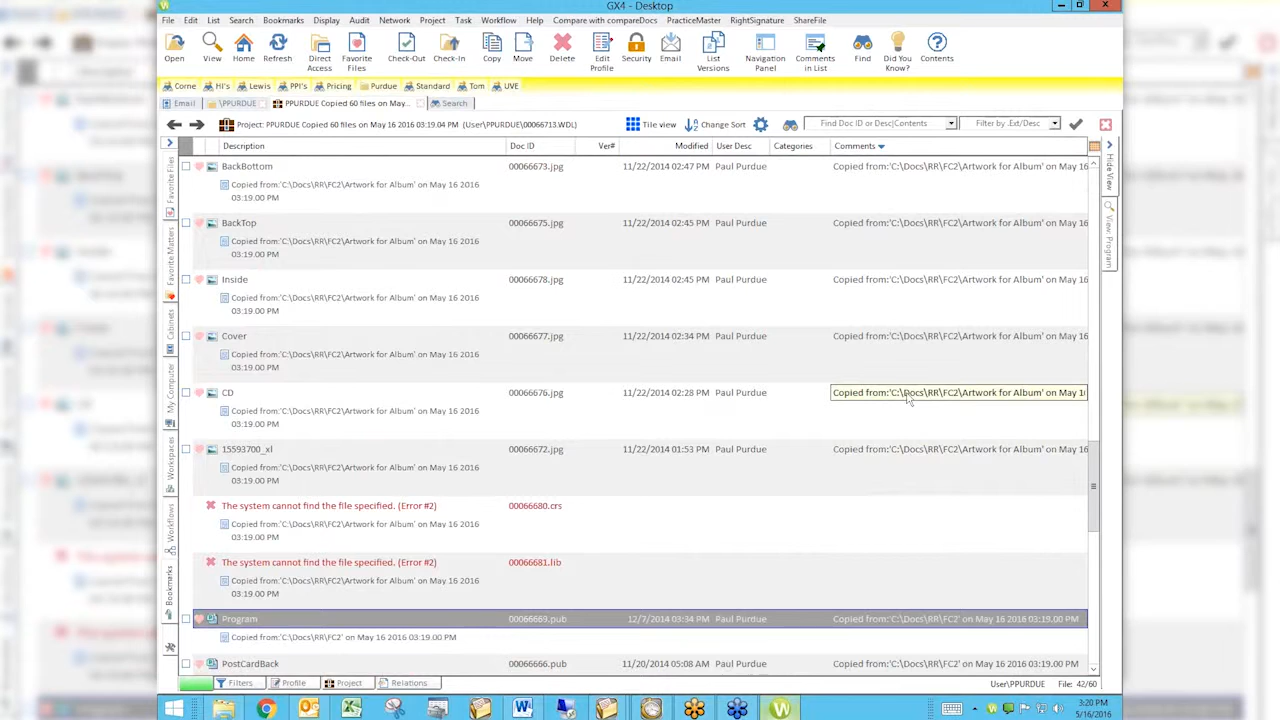 GX4 - Desktop
File Edit List Search Bookmarks Display Audit Network Project Task Workflow Help Compare with compareDocs PracticeMaster RightSignature ShareFile
Open View Home Refresh Direct Access Favorite Files Check-Out Check-In Copy Move Delete Edit Profile Security Email List Versions Navigation Panel Comments in List Find Did You Know? Contents
Corne HI's Lewis PPI's Pricing Purdue Standard Tom UVE
Email \PPURDUE PPURDUE Copied 60 files on May... Search
Project: PPURDUE Copied 60 files on May 16 2016 03:19.04 PM (User\PPURDUE\00066713.WDL) Tile view Change Sort Find Doc ID or Desc|Contents Filter by .Ext/Desc
Description Doc ID Ver# Modified User Desc Categories Comments
BackBottom 00066673.jpg 11/22/2014 02:47 PM Paul Purdue Copied from:'C:\Docs\RR\FC2\Artwork for Album' on May 16
Copied from:'C:\Docs\RR\FC2\Artwork for Album' on May 16 2016
03:19.00 PM
BackTop 00066675.jpg 11/22/2014 02:45 PM Paul Purdue Copied from:'C:\Docs\RR\FC2\Artwork for Album' on May 16
Copied from:'C:\Docs\RR\FC2\Artwork for Album' on May 16 2016
03:19.00 PM
Inside 00066678.jpg 11/22/2014 02:45 PM Paul Purdue Copied from:'C:\Docs\RR\FC2\Artwork for Album' on May 16
Copied from:'C:\Docs\RR\FC2\Artwork for Album' on May 16 2016
03:19.00 PM
Cover 00066677.jpg 11/22/2014 02:34 PM Paul Purdue Copied from:'C:\Docs\RR\FC2\Artwork for Album' on May 16
Copied from:'C:\Docs\RR\FC2\Artwork for Album' on May 16 2016
03:19.00 PM
CD 00066676.jpg 11/22/2014 02:28 PM Paul Purdue Copied from:'C:\Docs\RR\FC2\Artwork for Album' on May 1
Copied from:'C:\Docs\RR\FC2\Artwork for Album' on May 16 2016
03:19.00 PM
15593700_xl 00066672.jpg 11/22/2014 01:53 PM Paul Purdue Copied from:'C:\Docs\RR\FC2\Artwork for Album' on May 16
Copied from:'C:\Docs\RR\FC2\Artwork for Album' on May 16 2016
03:19.00 PM
The system cannot find the file specified. (Error #2) 00066680.crs
Copied from:'C:\Docs\RR\FC2\Artwork for Album' on May 16 2016
03:19.00 PM
The system cannot find the file specified. (Error #2) 00066681.lib
Copied from:'C:\Docs\RR\FC2\Artwork for Album' on May 16 2016
03:19.00 PM
Program 00066669.pub 12/7/2014 03:34 PM Paul Purdue Copied from:'C:\Docs\RR\FC2' on May 16 2016 03:19.00 PM
Copied from:'C:\Docs\RR\FC2' on May 16 2016 03:19.00 PM
PostCardBack 00066666.pub 11/20/2014 05:08 AM Paul Purdue Copied from:'C:\Docs\RR\FC2' on May 16 2016 03:19.00 PM
Favorite Files
Favorite Matters
Cabinets
My Computer
Workspaces
Workflows
Bookmarks
Hide View
View Program
Filters Profile Project Relations User\PPURDUE File: 42/60
3:20 PM
5/16/2016